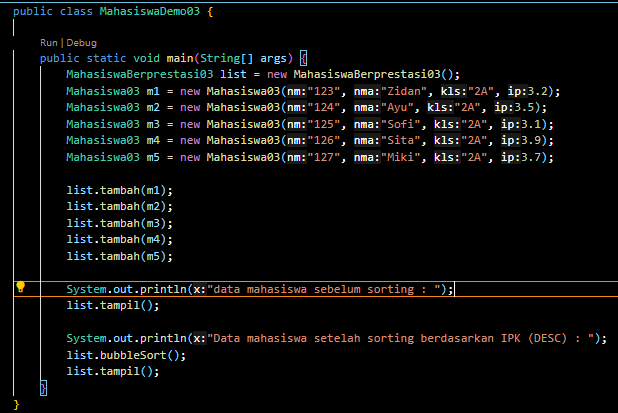 public class MahasiswaDemo03 {
Run | Debug
public static void main(String[] args) {
MahasiswaBerprestasi03 list = new MahasiswaBerprestasi03();
Mahasiswa03 m1 = new Mahasiswa03(nm:"123", nma:"Zidan", kls:"2A", ip:3.2);
Mahasiswa03 m2 = new Mahasiswa03(nm:"124", nma:"Ayu", kls:"2A", ip:3.5);
Mahasiswa03 m3 = new Mahasiswa03(nm:"125", nma:"Sofi", kls:"2A", ip:3.1);
Mahasiswa03 m4 = new Mahasiswa03(nm:"126", nma:"Sita", kls:"2A", ip:3.9);
Mahasiswa03 m5 = new Mahasiswa03(nm:"127", nma:"Miki", kls:"2A", ip:3.7);
list.tambah(m1);
list.tambah(m2);
list.tambah(m3);
list.tambah(m4);
list.tambah(m5);
System.out.println(x:"data mahasiswa sebelum sorting : ");
list.tampil();
System.out.println(x:"Data mahasiswa setelah sorting berdasarkan IPK (DESC) : ");
list.bubbleSort();
list.tampil();
}
}